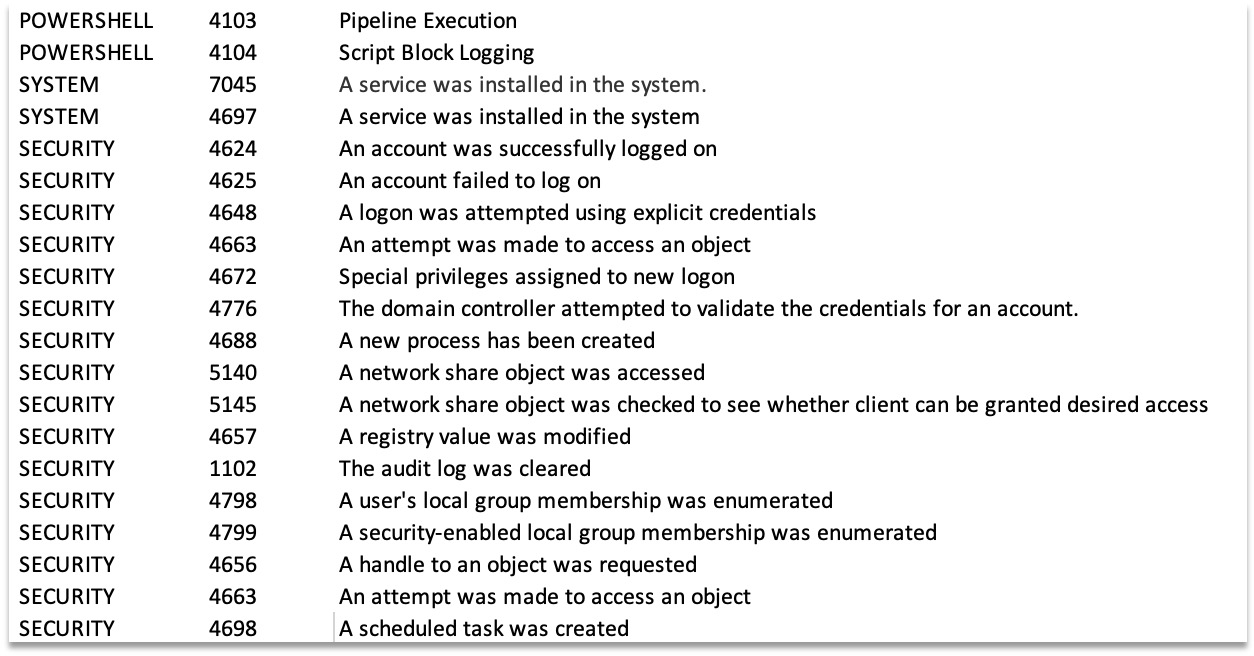 POWERSHELL 4103 Pipeline Execution
POWERSHELL 4104 Script Block Logging
SYSTEM 7045 A service was installed in the system.
SYSTEM 4697 A service was installed in the system
SECURITY 4624 An account was successfully logged on
SECURITY 4625 An account failed to log on
SECURITY 4648 A logon was attempted using explicit credentials
SECURITY 4663 An attempt was made to access an object
SECURITY 4672 Special privileges assigned to new logon
SECURITY 4776 The domain controller attempted to validate the credentials for an account.
SECURITY 4688 A new process has been created
SECURITY 5140 A network share object was accessed
SECURITY 5145 A network share object was checked to see whether client can be granted desired access
SECURITY 4657 A registry value was modified
SECURITY 1102 The audit log was cleared
SECURITY 4798 A user's local group membership was enumerated
SECURITY 4799 A security-enabled local group membership was enumerated
SECURITY 4656 A handle to an object was requested
SECURITY 4663 An attempt was made to access an object
SECURITY 4698 A scheduled task was created